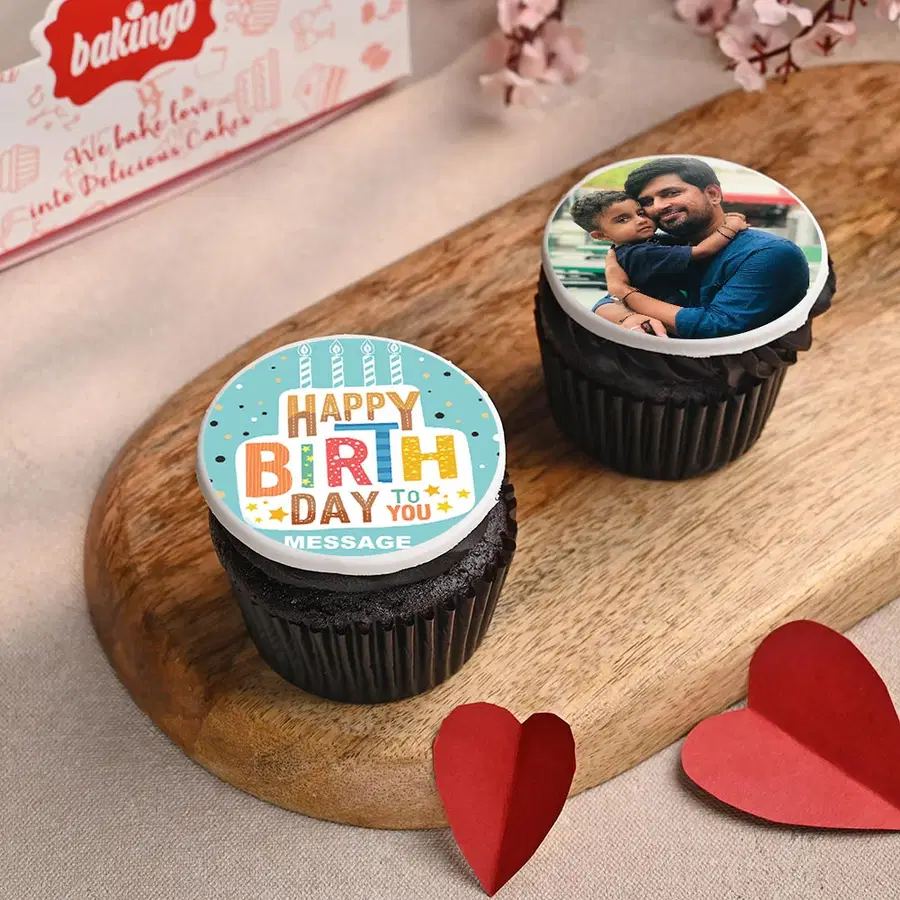 bakingo
We bake love
into Delicious Cakes
HAPPY
BIRTH
DAY TO
YOU
MESSAGE